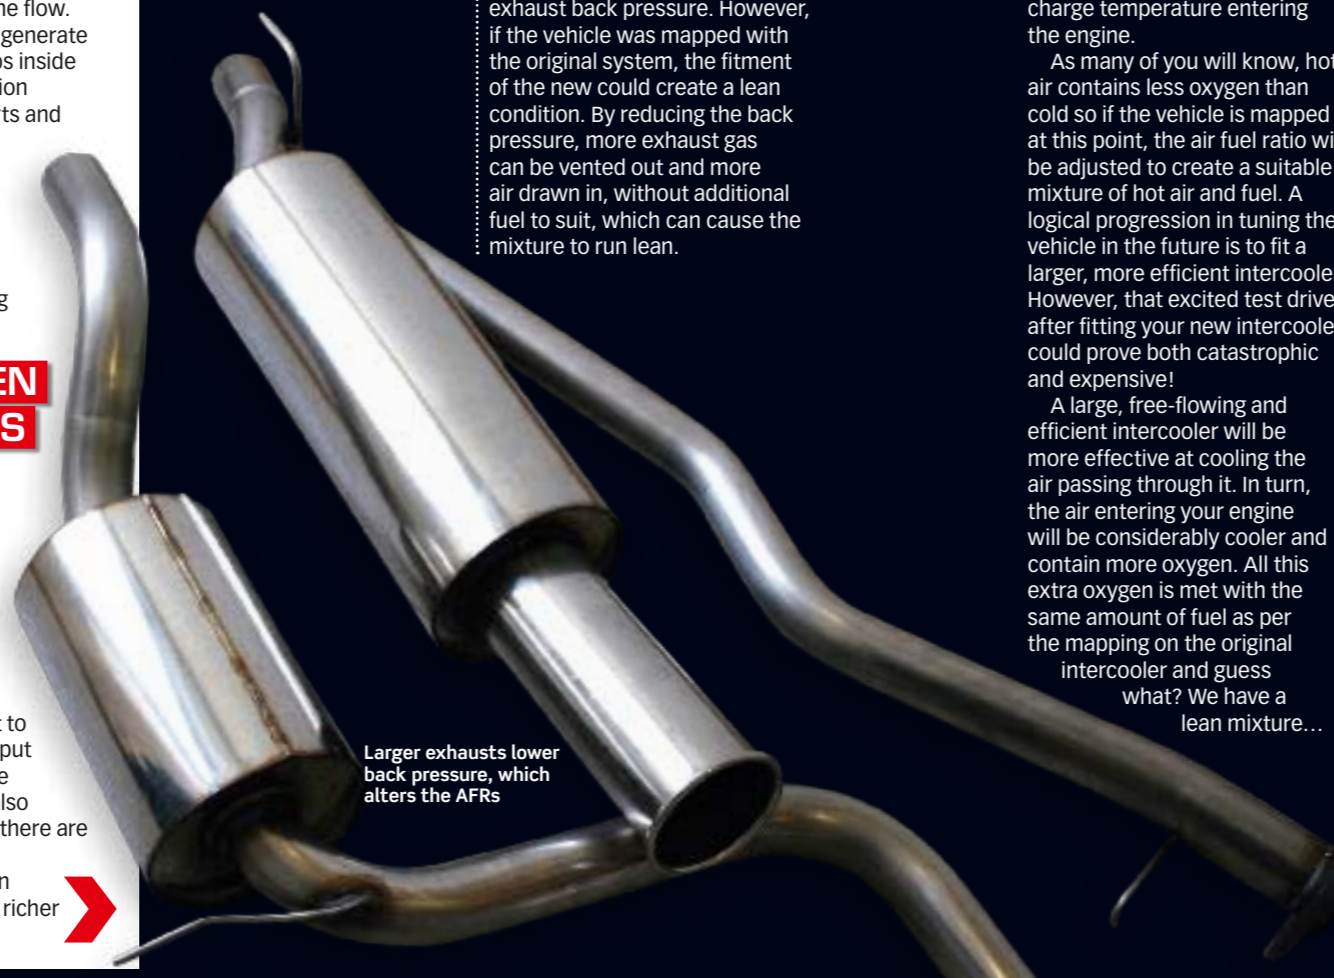 ne flow.
generate
os inside
ion
ts and
g
EN
S
t to
put
e
lso
there are
n
richer
exhaust back pressure. However,
if the vehicle was mapped with
the original system, the fitment
of the new could create a lean
condition. By reducing the back
pressure, more exhaust gas
can be vented out and more
air drawn in, without additional
fuel to suit, which can cause the
mixture to run lean.
Larger exhausts lower
back pressure, which
alters the AFRs
charge temperature entering
the engine.
As many of you will know, hot
air contains less oxygen than
cold so if the vehicle is mapped
at this point, the air fuel ratio wi
be adjusted to create a suitable
mixture of hot air and fuel. A
logical progression in tuning the
vehicle in the future is to fit a
larger, more efficient intercoole
However, that excited test drive
after fitting your new intercoole
could prove both catastrophic
and expensive!
A large, free-flowing and
efficient intercooler will be
more effective at cooling the
air passing through it. In turn,
the air entering your engine
will be considerably cooler and
contain more oxygen. All this
extra oxygen is met with the
same amount of fuel as per
the mapping on the original
intercooler and guess
what? We have a
lean mixture...